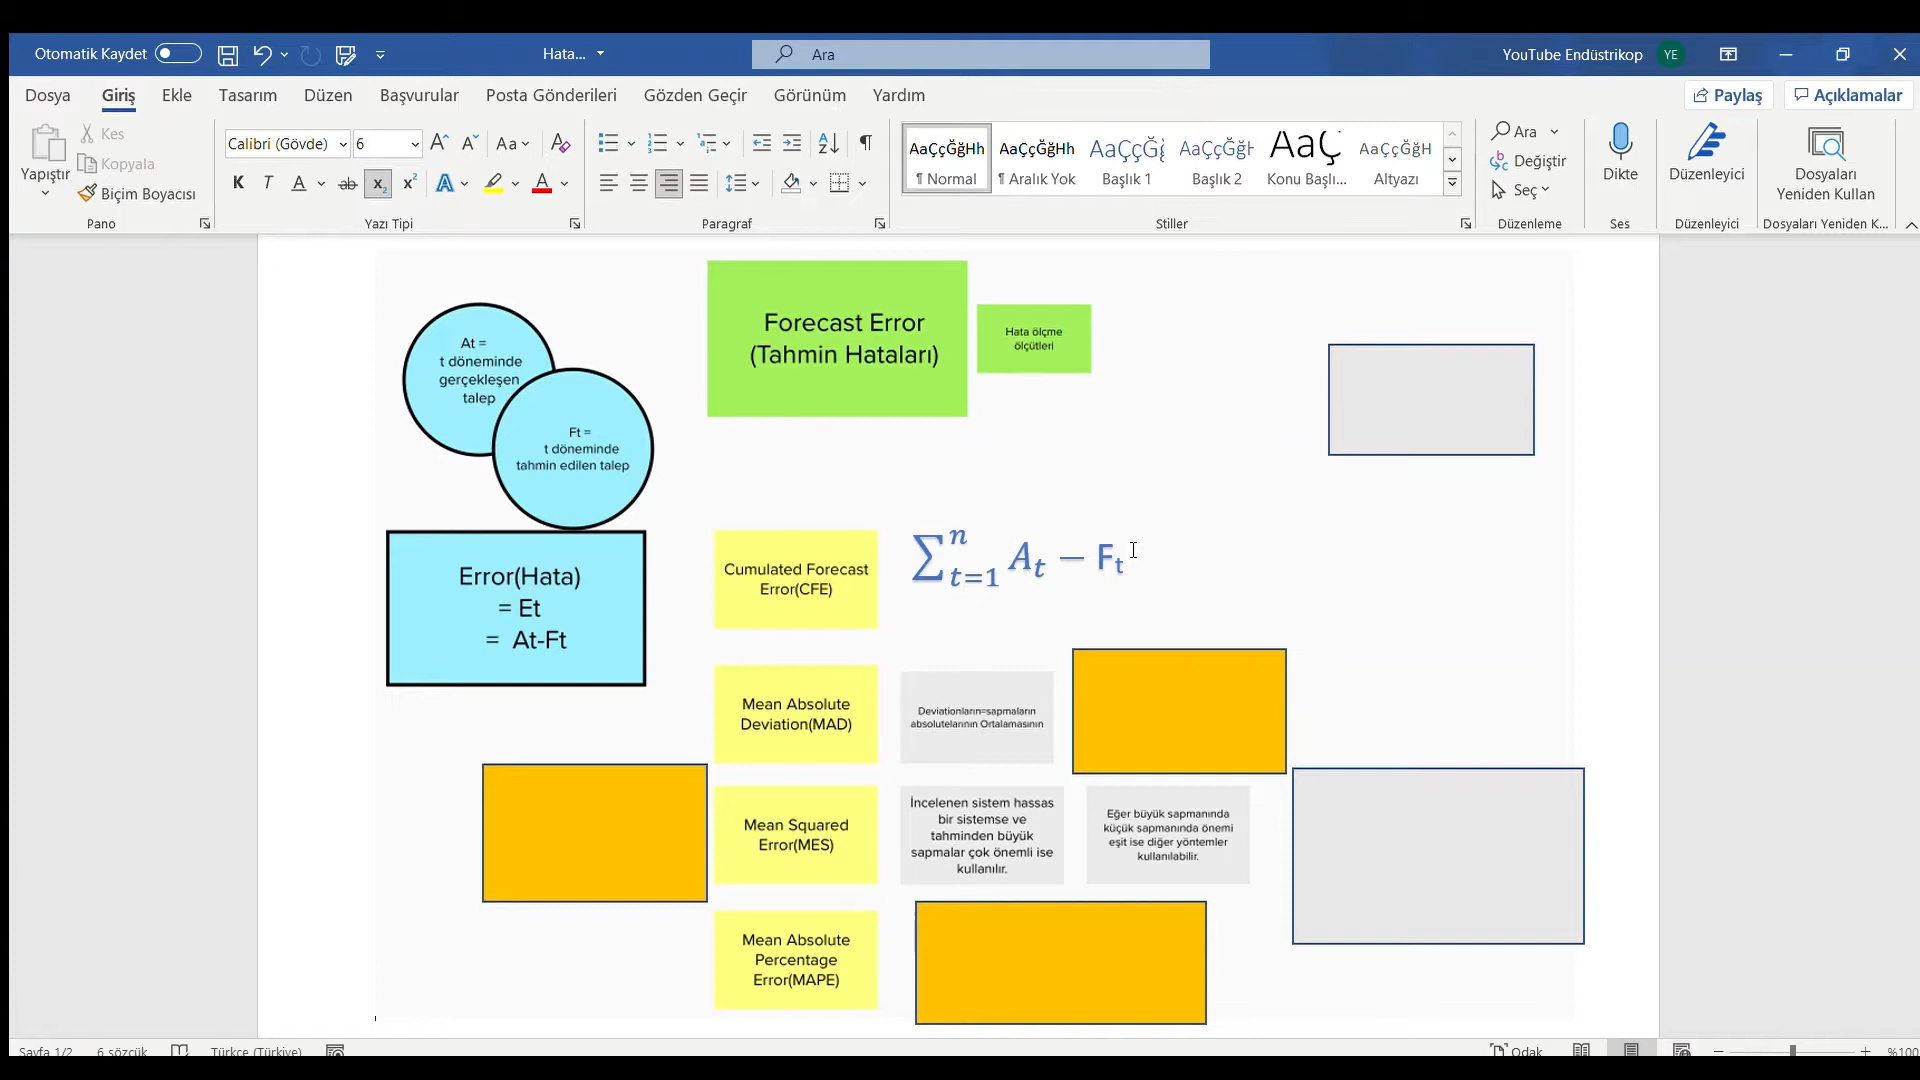 Otomatik Kaydet
Hata...
Ara
YouTube Endüstrikop
YE
Dosya
Giriş
Ekle
Tasarım
Düzen
Başvurular
Posta Gönderileri
Gözden Geçir
Görünüm
Yardım
Paylaş
Açıklamalar
Yapıştır
Kes
Kopyala
Biçim Boyacısı
Pano
Calibri (Gövde)
6
Aa
K T A ab x₂ x² A A
Yazı Tipi
Paragraf
AaÇçĞğHh
¶ Normal
AaÇçĞğHh
¶ Aralık Yok
AaÇçĞğ
Başlık 1
AaÇçĞğH
Başlık 2
AaÇ
Konu Başlı...
AaÇçĞğH
Altyazı
Stiller
Ara
Değiştir
Seç
Düzenleme
Dikte
Ses
Düzenleyici
Düzenleyici
Dosyaları
Yeniden Kullan
Dosyaları Yeniden K...
At =
t döneminde
gerçekleşen
talep
Ft =
t döneminde
tahmin edilen talep
Forecast Error
(Tahmin Hataları)
Hata ölçme
ölçütleri
Error(Hata)
= Et
= At-Ft
Cumulated Forecast
Error(CFE)
∑ⁿₜ₌₁ Aₜ − Fₜ
Mean Absolute
Deviation(MAD)
Deviationların=sapmaların
absolutelarının Ortalamasının
Mean Squared
Error(MES)
İncelenen sistem hassas
bir sistemse ve
tahminden büyük
sapmalar çok önemli ise
kullanılır.
Eğer büyük sapmanında
küçük sapmanında önemi
eşit ise diğer yöntemler
kullanılabilir.
Mean Absolute
Percentage
Error(MAPE)
Sayfa 1/2
6 sözcük
Türkçe (Türkiye)
Odak
%100